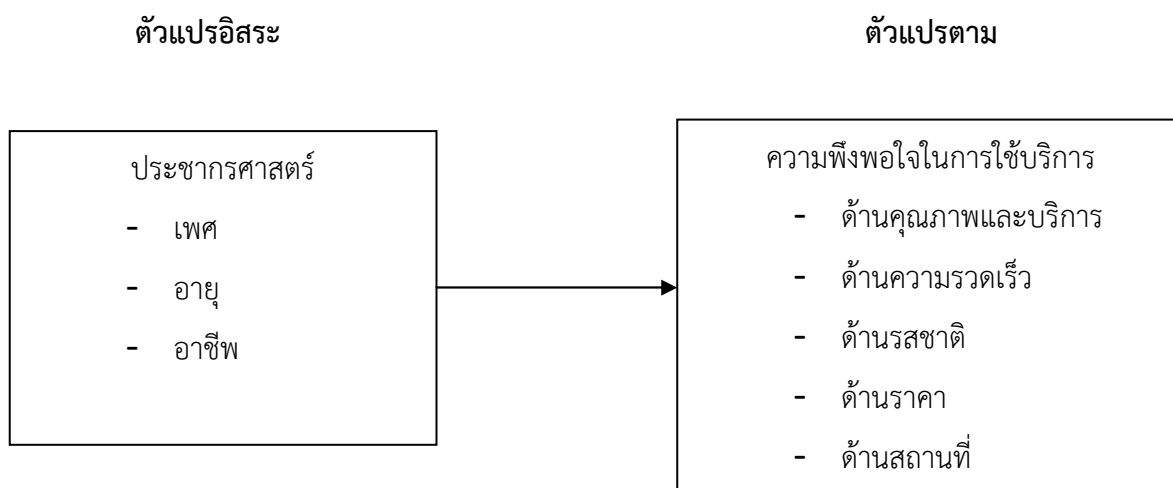 ตัวแปรอิสระ
ตัวแปรตาม
ประชากรศาสตร์
- เพศ
- อายุ
- อาชีพ
ความพึงพอใจในการใช้บริการ
- ด้านคุณภาพและบริการ
- ด้านความรวดเร็ว
- ด้านรสชาติ
- ด้านราคา
- ด้านสถานที่